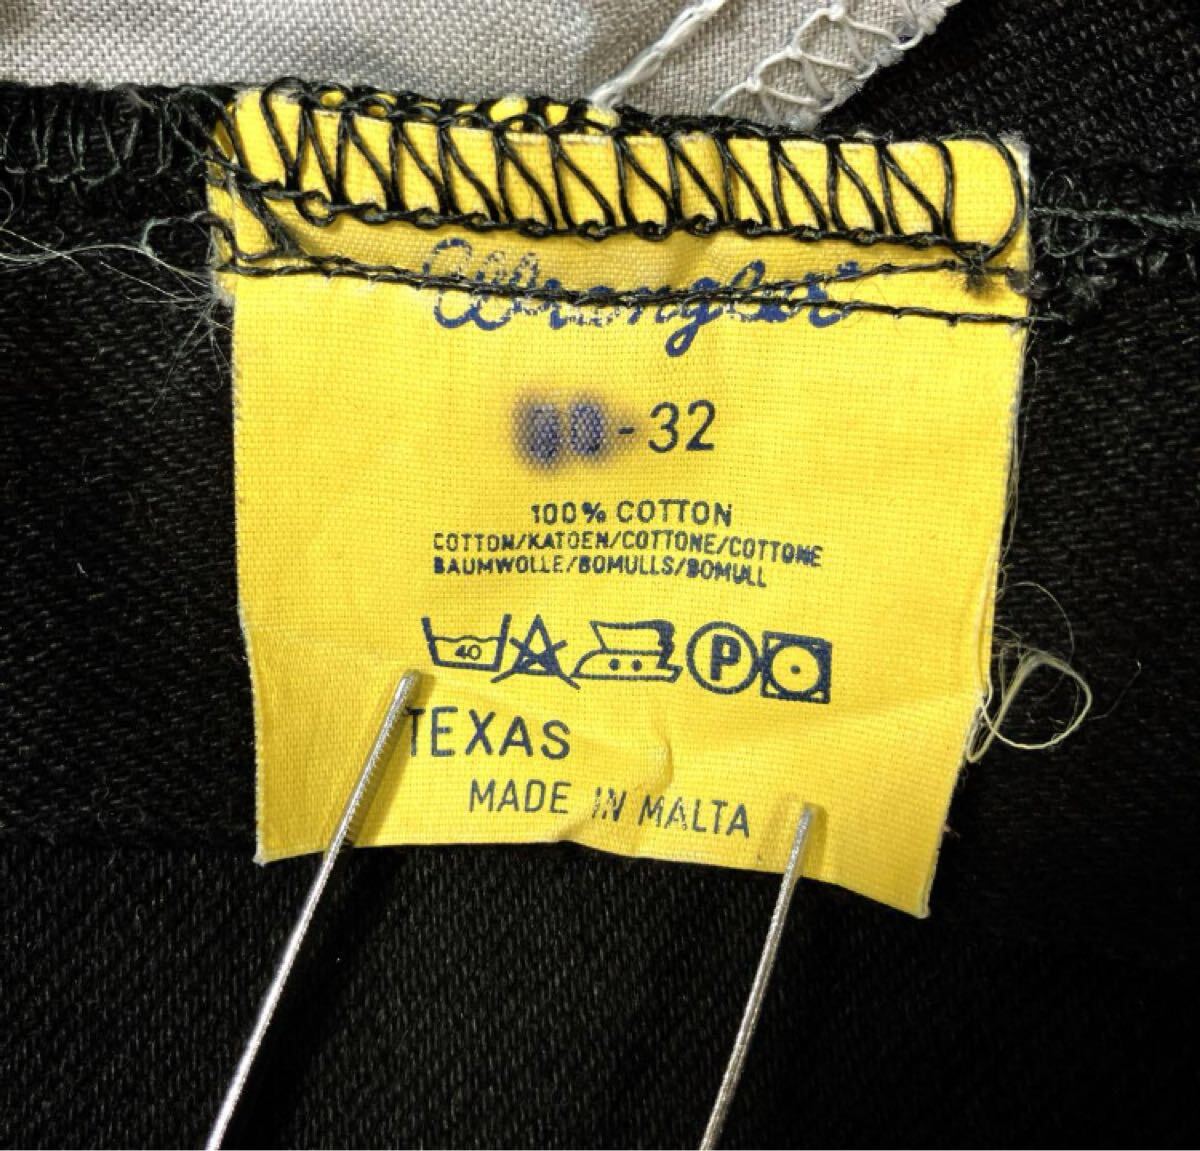 Wrangler
-32
100% COTTON
COTTON/KATOEN/COTTONE/COTTONE
BAUMWOLLE/BOMULLS/BOMULL
40 P
TEXAS
MADE IN MALTA